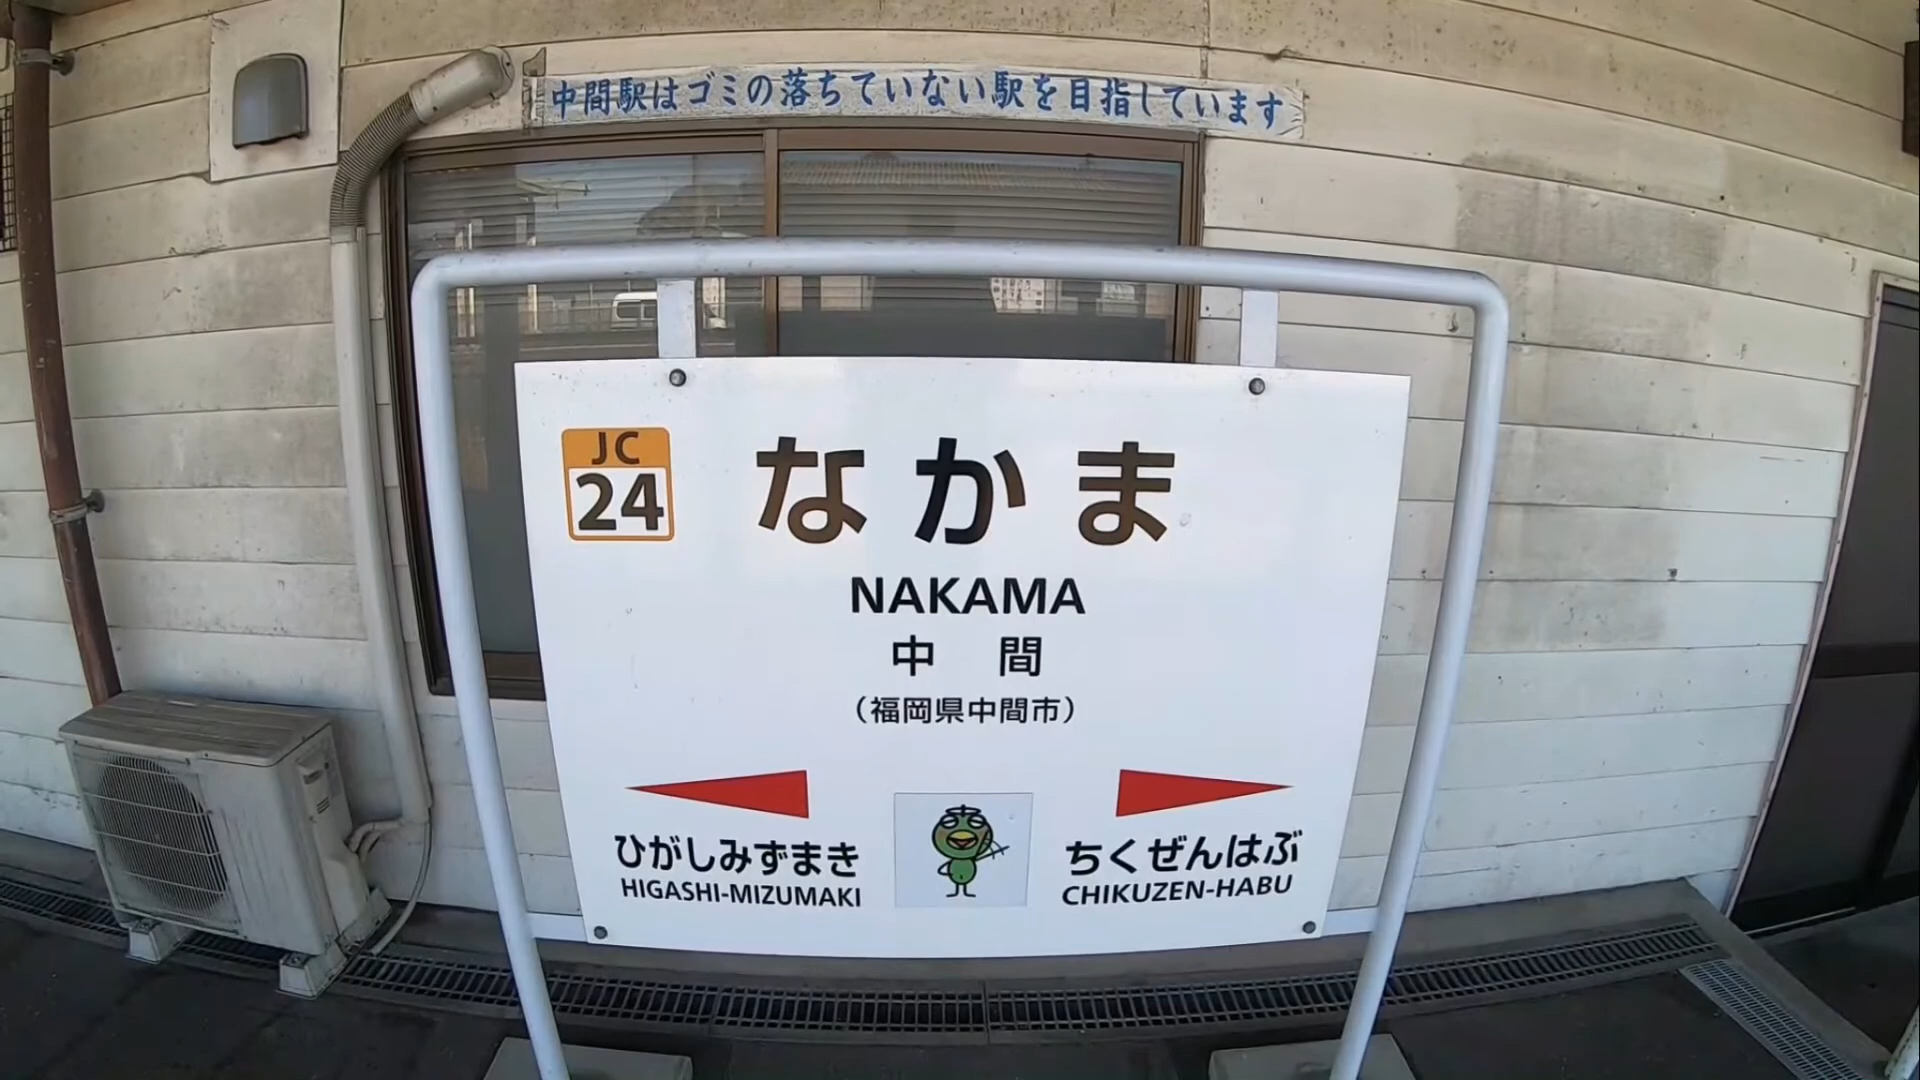 中間駅はゴミの落ちていない駅を目指しています
JC
24
なかま
NAKAMA
中間
（福岡県中間市）
ひがしみずまき
HIGASHI-MIZUMAKI
ちくぜんはぶ
CHIKUZEN-HABU